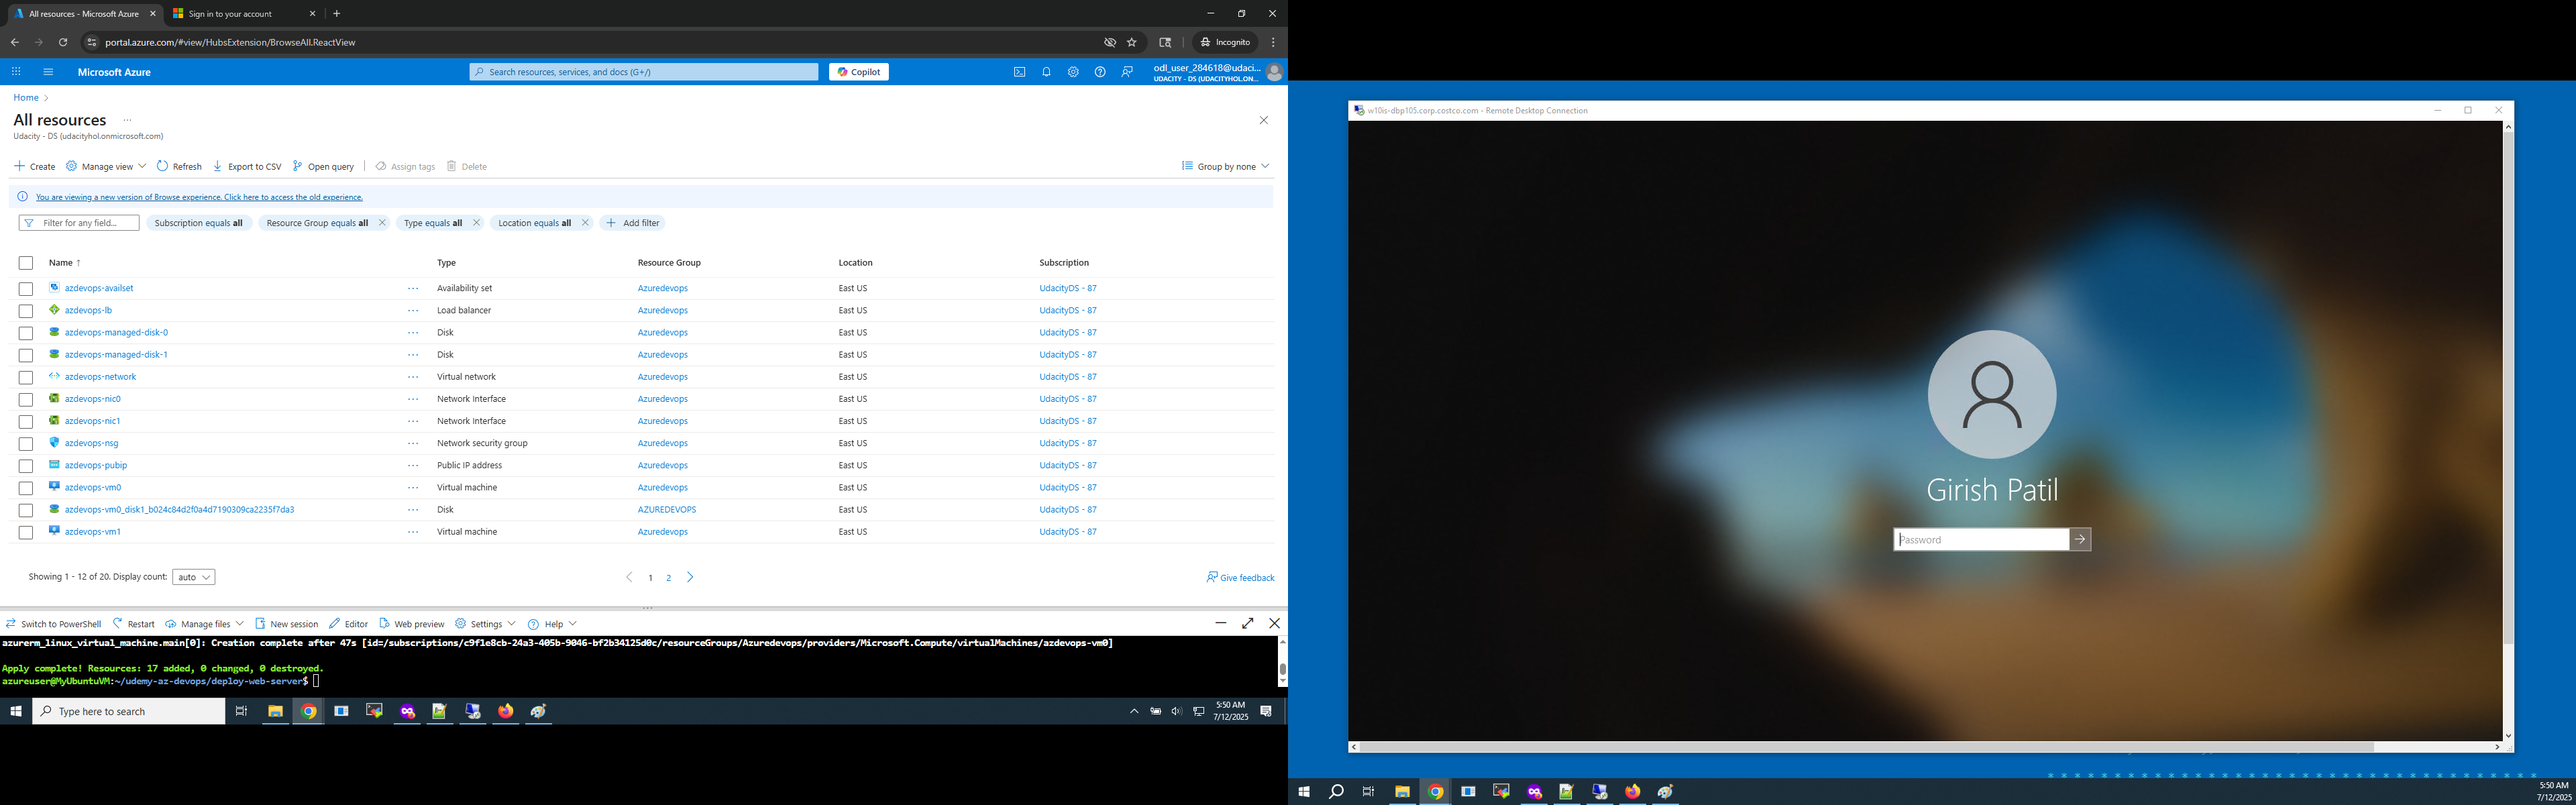 All resources - Microsoft Azure
Sign in to your account
portal.azure.com/#view/HubsExtension/BrowseAll.ReactView
Incognito
Microsoft Azure
Search resources, services, and docs (G+/)
Copilot
odl_user_284618@udaci...
UDACITY - DS (UDACITYHOL.ON...
Home
All resources ...
Udacity - DS (udacityhol.onmicrosoft.com)
Create Manage view Refresh Export to CSV Open query Assign tags Delete Group by none
You are viewing a new version of Browse experience. Click here to access the old experience.
Filter for any field... Subscription equals all Resource Group equals all Type equals all Location equals all Add filter
Name ↑ Type Resource Group Location Subscription
azdevops-availset ... Availability set Azuredevops East US UdacityDS - 87
azdevops-lb ... Load balancer Azuredevops East US UdacityDS - 87
azdevops-managed-disk-0 ... Disk Azuredevops East US UdacityDS - 87
azdevops-managed-disk-1 ... Disk Azuredevops East US UdacityDS - 87
azdevops-network ... Virtual network Azuredevops East US UdacityDS - 87
azdevops-nic0 ... Network Interface Azuredevops East US UdacityDS - 87
azdevops-nic1 ... Network Interface Azuredevops East US UdacityDS - 87
azdevops-nsg ... Network security group Azuredevops East US UdacityDS - 87
azdevops-pubip ... Public IP address Azuredevops East US UdacityDS - 87
azdevops-vm0 ... Virtual machine Azuredevops East US UdacityDS - 87
azdevops-vm0_disk1_b024c84d2f0a4d7190309ca2235f7da3 ... Disk AZUREDEVOPS East US UdacityDS - 87
azdevops-vm1 ... Virtual machine Azuredevops East US UdacityDS - 87
Showing 1 - 12 of 20. Display count: auto 1 2 Give feedback
Switch to PowerShell Restart Manage files New session Editor Web preview Settings Help
azurerm_linux_virtual_machine.main[0]: Creation complete after 47s [id=/subscriptions/c9f1e8cb-24a3-405b-9046-bf2b34125d0c/resourceGroups/Azuredevops/providers/Microsoft.Compute/virtualMachines/azdevops-vm0]
Apply complete! Resources: 17 added, 0 changed, 0 destroyed.
azureuser@MyUbuntuVM:~/udemy-az-devops/deploy-web-server$
Type here to search
5:50 AM
7/12/2025
w10is-dbp105.corp.costco.com - Remote Desktop Connection
Girish Patil
Password
5:50 AM
7/12/2025